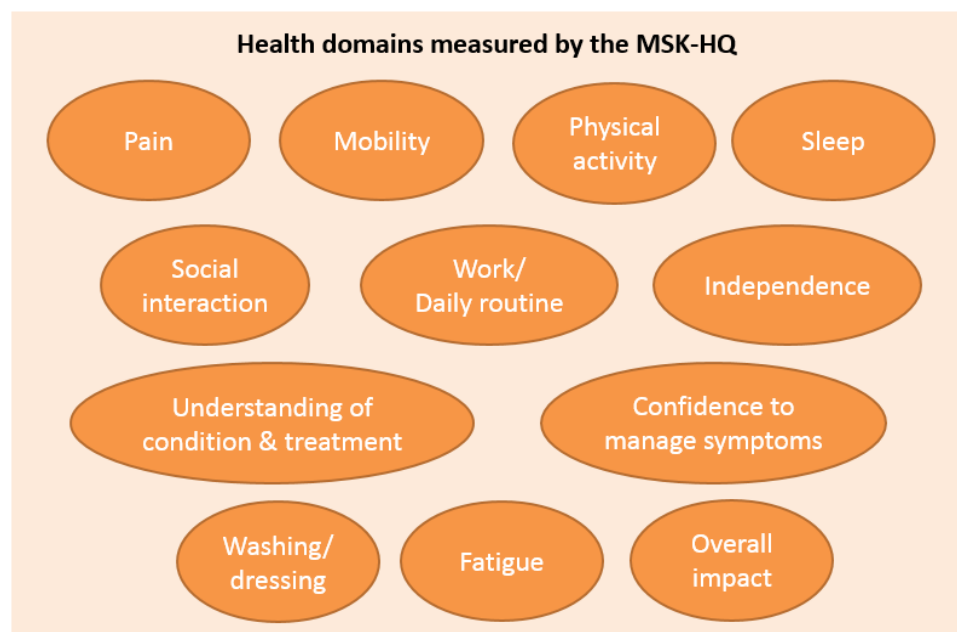 Health domains measured by the MSK-HQ
Pain
Mobility
Physical
activity
Sleep
Social
interaction
Work/
Daily routine
Independence
Understanding of
condition & treatment
Confidence to
manage symptoms
Washing/
dressing
Fatigue
Overall
impact